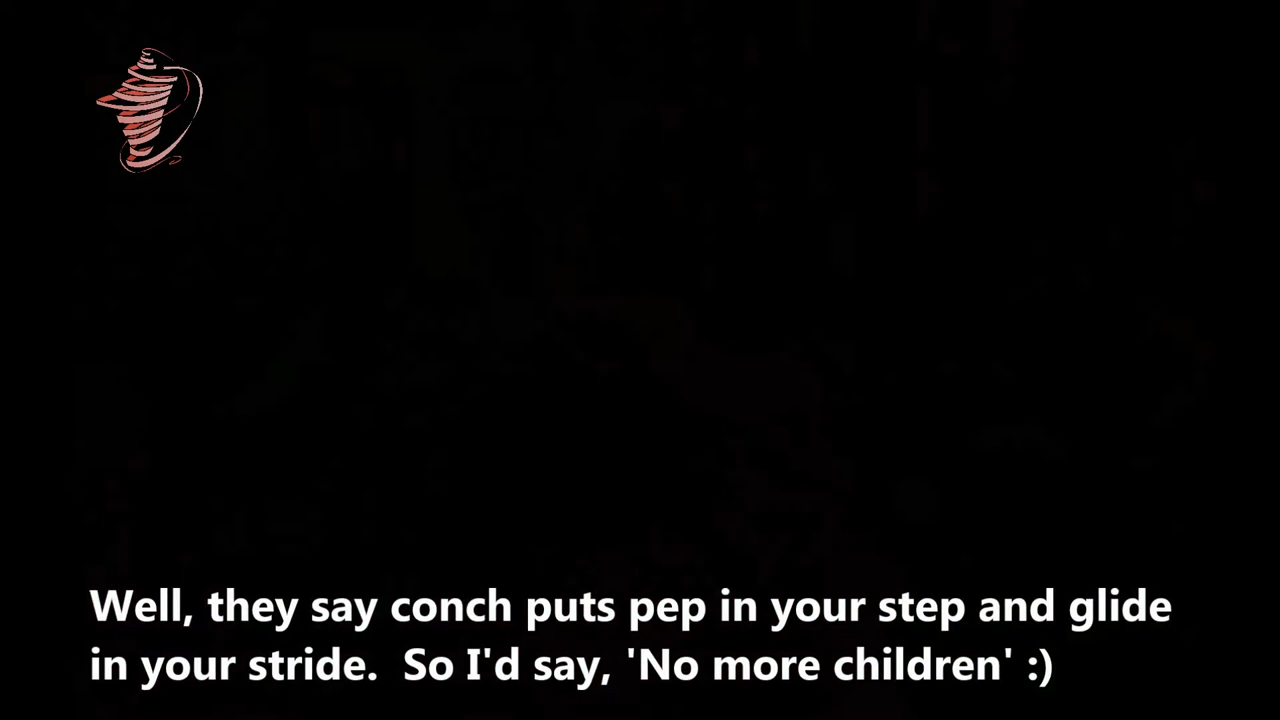 Well, they say conch puts pep in your step and glide
in your stride.  So I'd say, 'No more children' :)